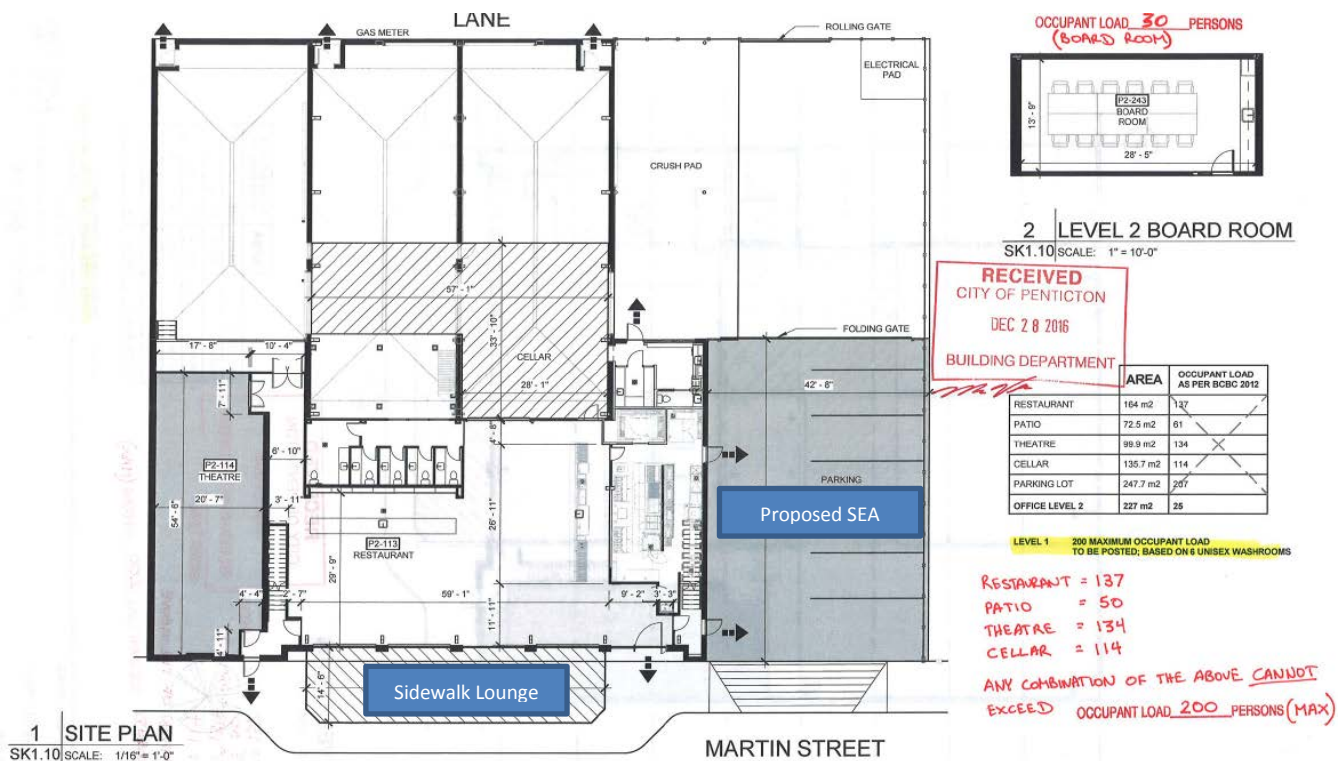 LANE
GAS METER
ROLLING GATE
ELECTRICAL
PAD
CRUSH PAD
57' - 1"
33' - 10"
CELLAR
28' - 1"
FOLDING GATE
17' - 8"
10' - 4"
7' - 11"
42' - 8"
4' - 8"
6' - 10"
P2-114
THEATRE
20' - 7"
54' - 6"
3' - 11"
P2-113
RESTAURANT
29' - 9"
26' - 11"
PARKING
Proposed SEA
4' - 4"
2' - 7"
59' - 1"
9' - 2"
3' - 3"
11' - 11"
4' - 11"
14' - 6"
Sidewalk Lounge
MARTIN STREET
1 SITE PLAN
SK1.10 SCALE: 1/16" = 1'-0"
OCCUPANT LOAD 30 PERSONS
(BOARD ROOM)
P2-243
BOARD
ROOM
13' - 9"
28' - 5"
2 LEVEL 2 BOARD ROOM
SK1.10 SCALE: 1" = 10'-0"
RECEIVED
CITY OF PENTICTON
DEC 28 2016
BUILDING DEPARTMENT
AREA OCCUPANT LOAD
AS PER BCBC 2012
RESTAURANT 164 m2 137
PATIO 72.5 m2 61
THEATRE 99.9 m2 134
CELLAR 135.7 m2 114
PARKING LOT 247.7 m2 207
OFFICE LEVEL 2 227 m2 25
LEVEL 1 200 MAXIMUM OCCUPANT LOAD
TO BE POSTED; BASED ON 6 UNISEX WASHROOMS
RESTAURANT = 137
PATIO = 50
THEATRE = 134
CELLAR = 114
ANY COMBINATION OF THE ABOVE CANNOT
EXCEED OCCUPANT LOAD 200 PERSONS (MAX)